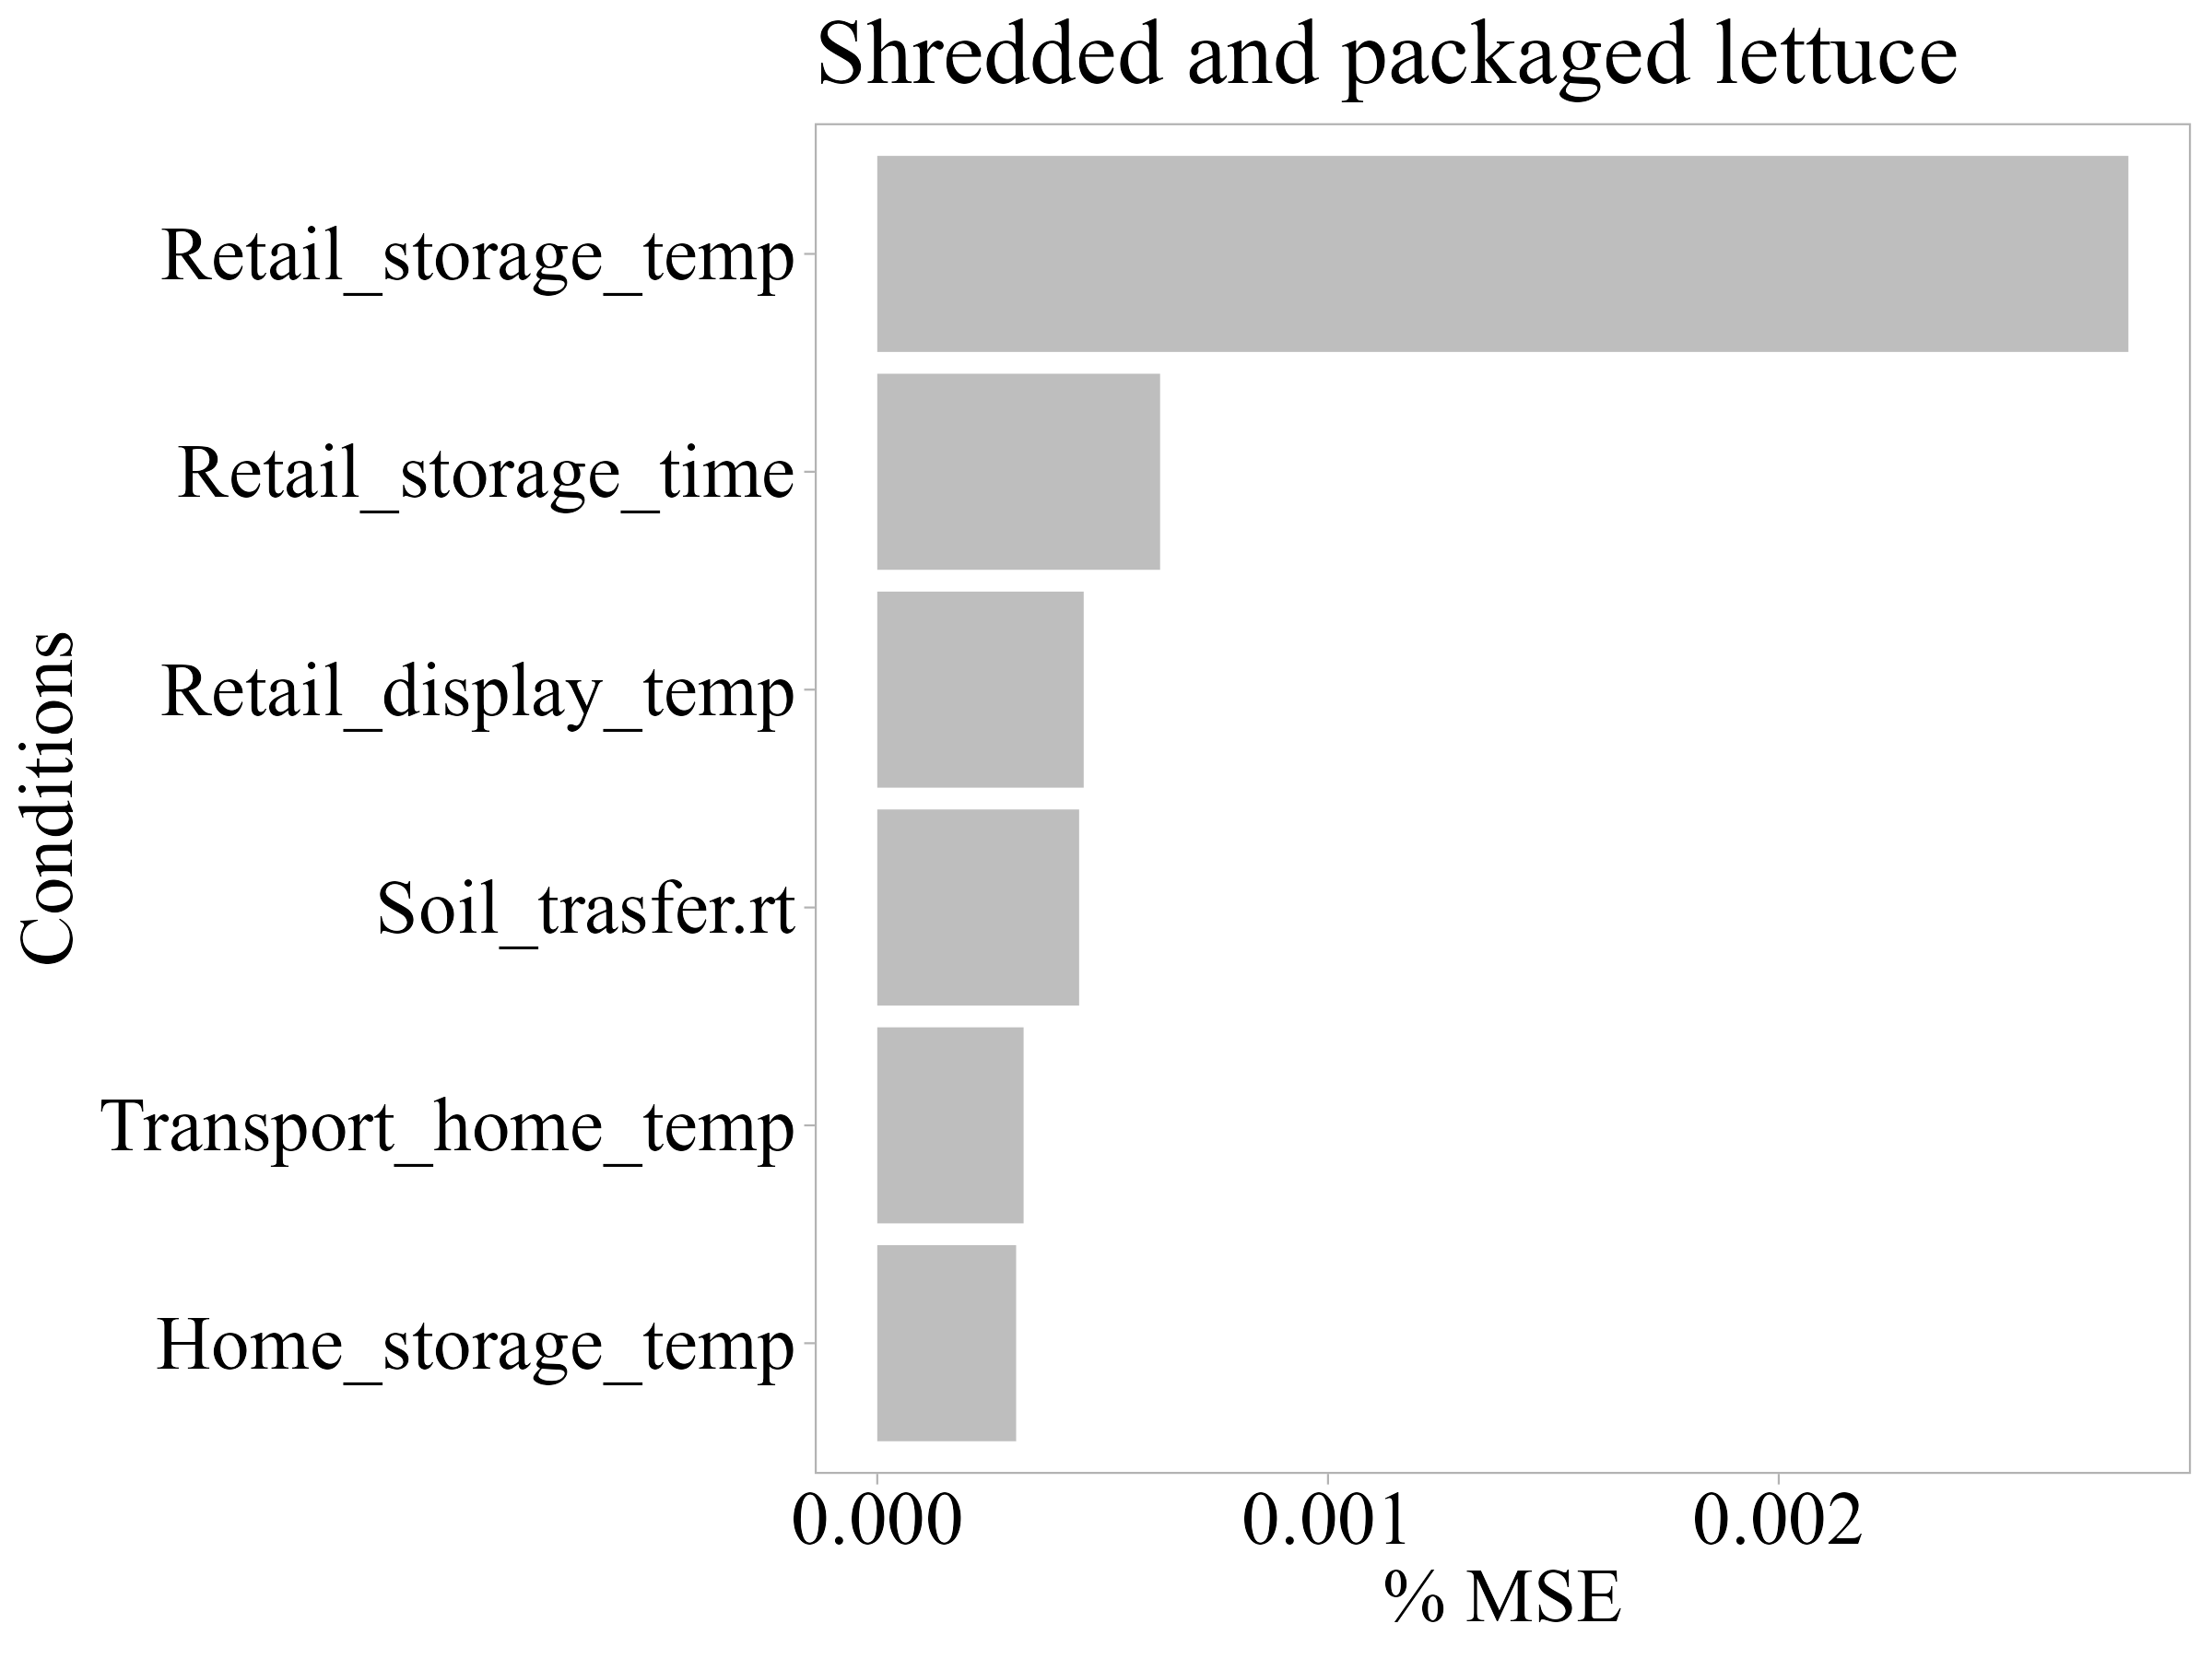 Shredded and packaged lettuce
Retail_storage_temp
Retail_storage_time
Retail_display_temp
Soil_trasfer.rt
Transport_home_temp
Home_storage_temp
Conditions
0.000 0.001 0.002
% MSE